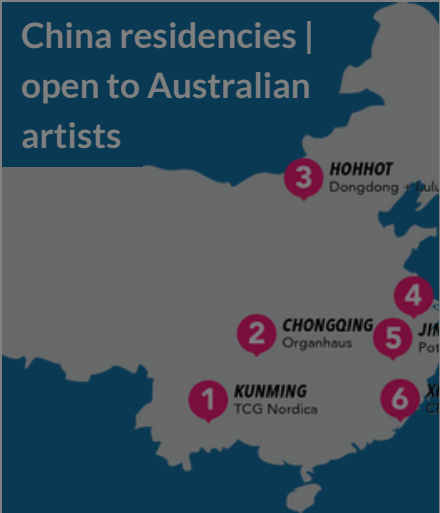 China residencies |
open to Australian
artists
3
HOHHOT
Dongdong + Lulu
4
2
CHONGQING
Organhaus
5
1
KUNMING
TCG Nordica
6